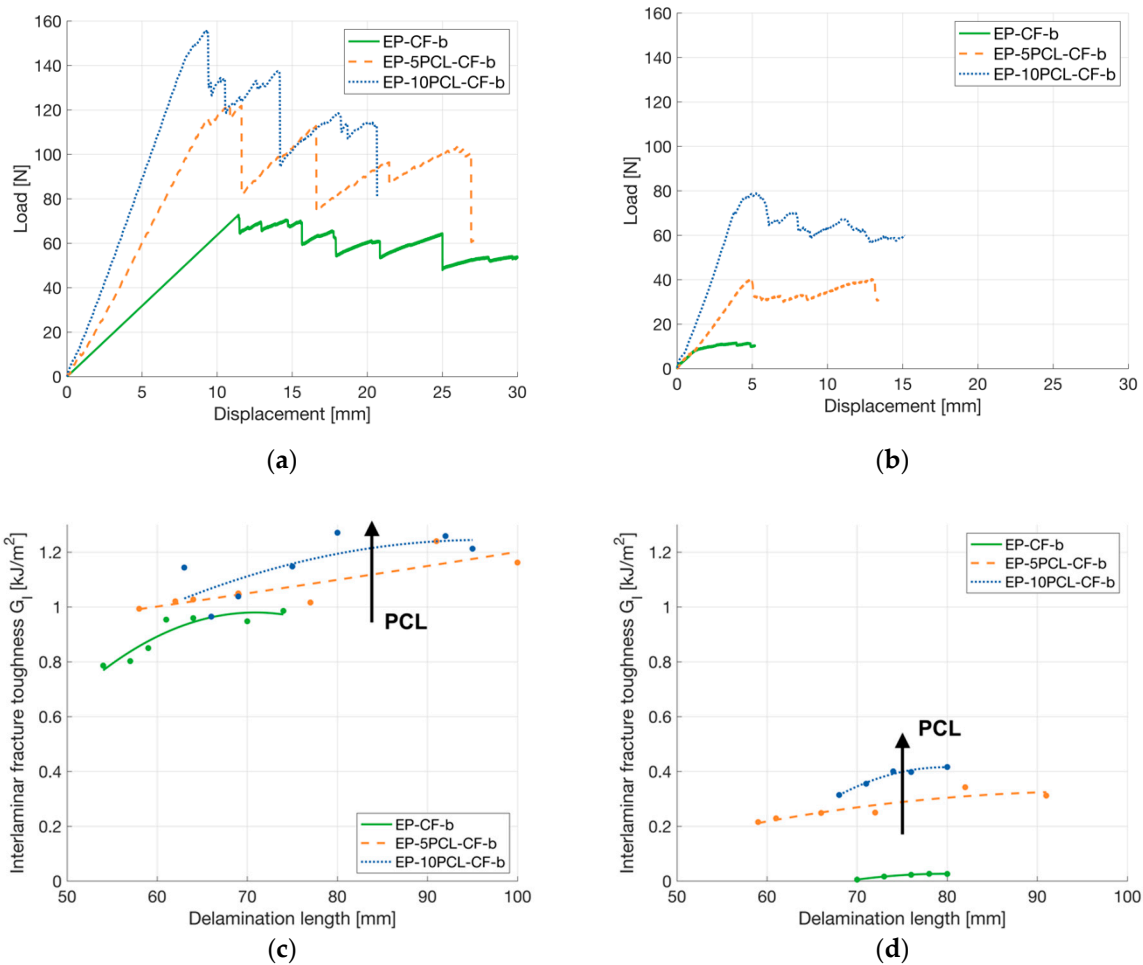 160
140
120
100
80
60
40
20
0
Load [N]
0 5 10 15 20 25 30
Displacement [mm]
EP-CF-b
EP-5PCL-CF-b
EP-10PCL-CF-b
(a)
160
140
120
100
80
60
40
20
0
Load [N]
0 5 10 15 20 25 30
Displacement [mm]
EP-CF-b
EP-5PCL-CF-b
EP-10PCL-CF-b
(b)
1.2
1
0.8
0.6
0.4
0.2
0
Interlaminar fracture toughness G_I [kJ/m²]
50 60 70 80 90 100
Delamination length [mm]
PCL
EP-CF-b
EP-5PCL-CF-b
EP-10PCL-CF-b
(c)
1.2
1
0.8
0.6
0.4
0.2
0
Interlaminar fracture toughness G_I [kJ/m²]
50 60 70 80 90 100
Delamination length [mm]
EP-CF-b
EP-5PCL-CF-b
EP-10PCL-CF-b
PCL
(d)